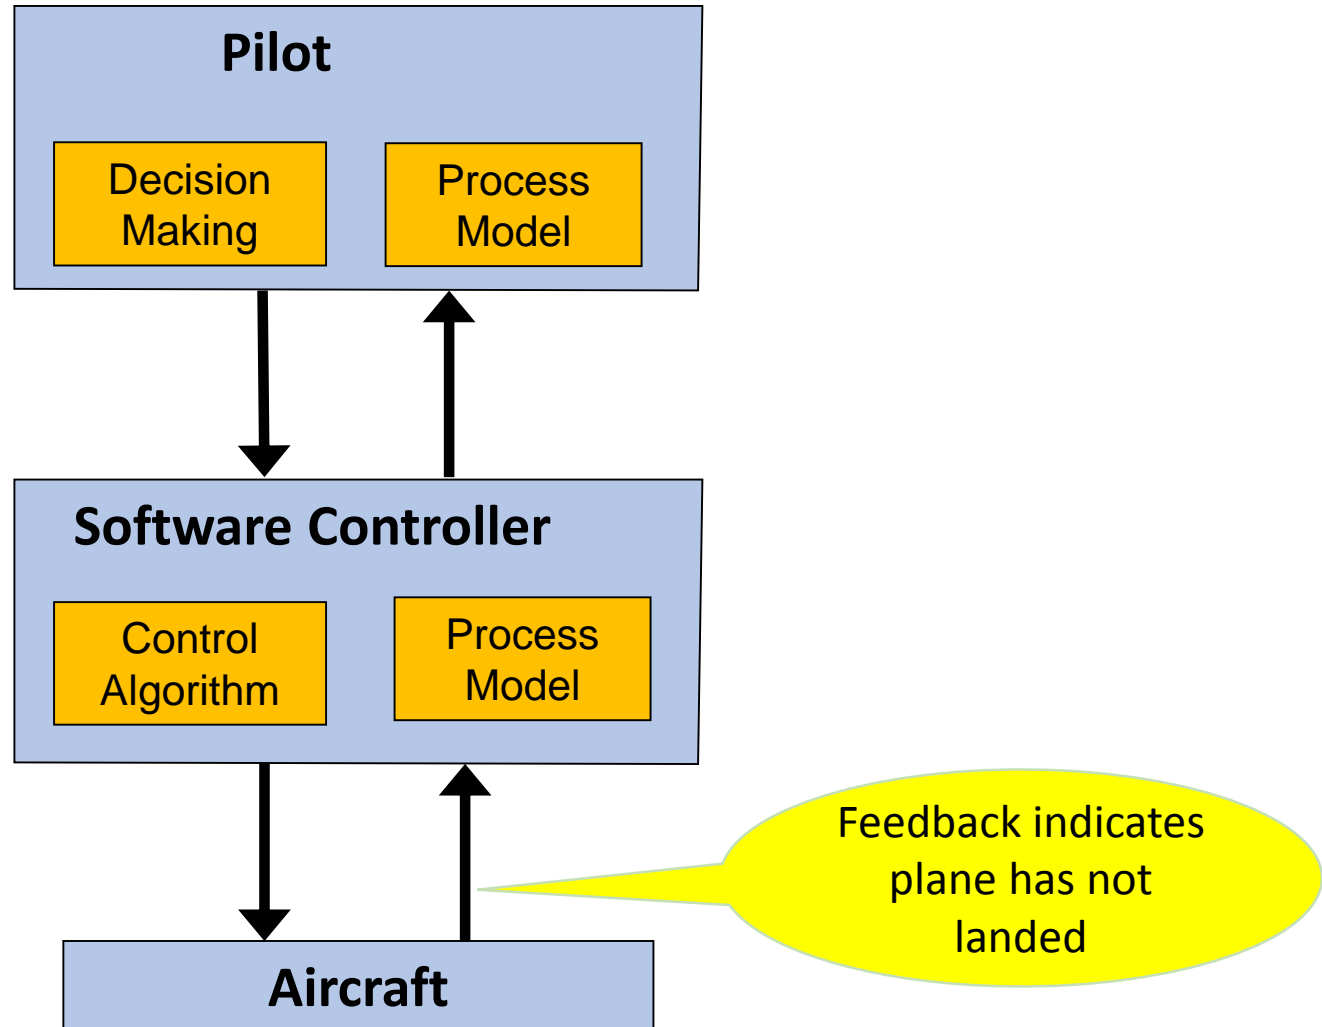 Pilot
Decision
Making
Process
Model
Software Controller
Control
Algorithm
Process
Model
Feedback indicates
plane has not
landed
Aircraft